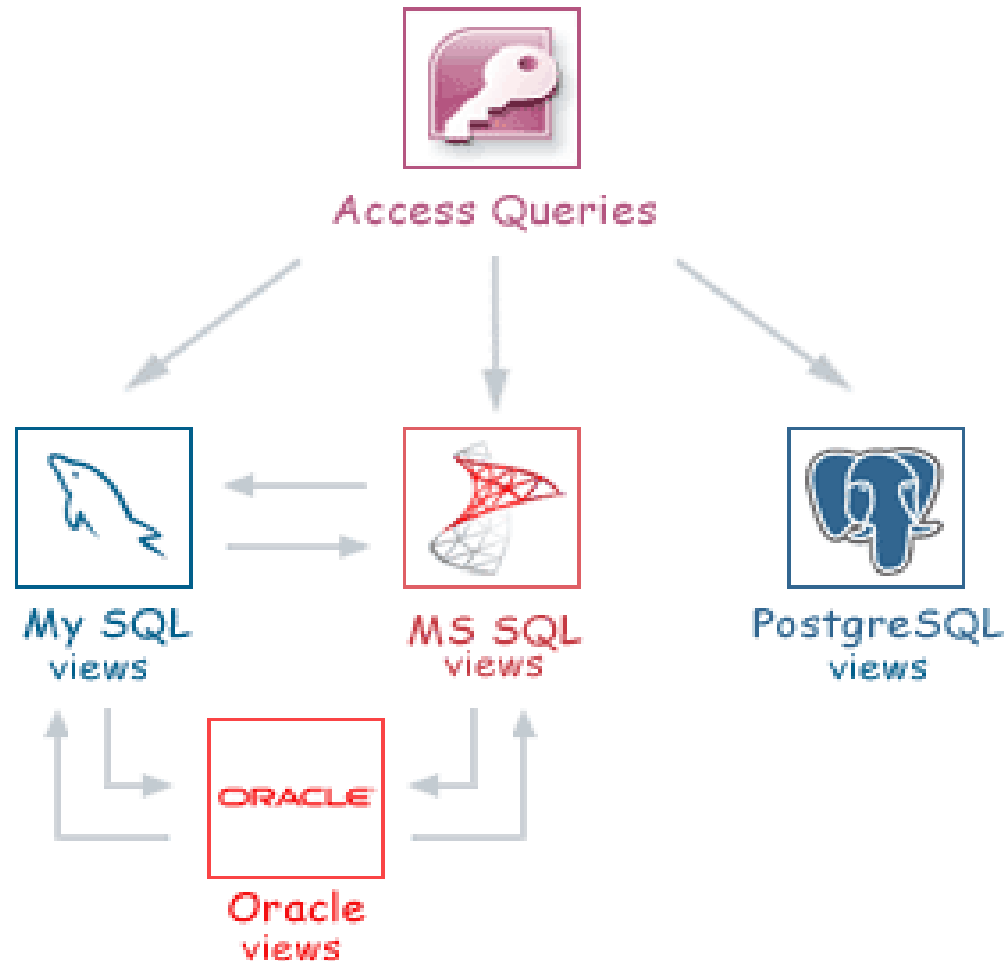 Access Queries
My SQL
views
MS SQL
views
PostgreSQL
views
ORACLE
Oracle
views